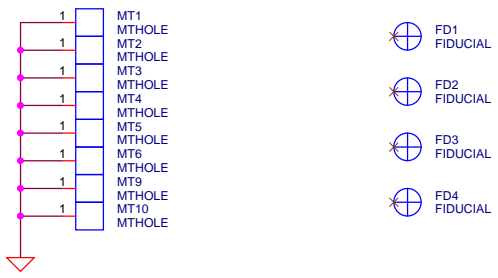 1 MT1
MTHOLE
1 MT2
MTHOLE
1 MT3
MTHOLE
1 MT4
MTHOLE
1 MT5
MTHOLE
1 MT6
MTHOLE
1 MT9
MTHOLE
1 MT10
MTHOLE
FD1
FIDUCIAL
FD2
FIDUCIAL
FD3
FIDUCIAL
FD4
FIDUCIAL